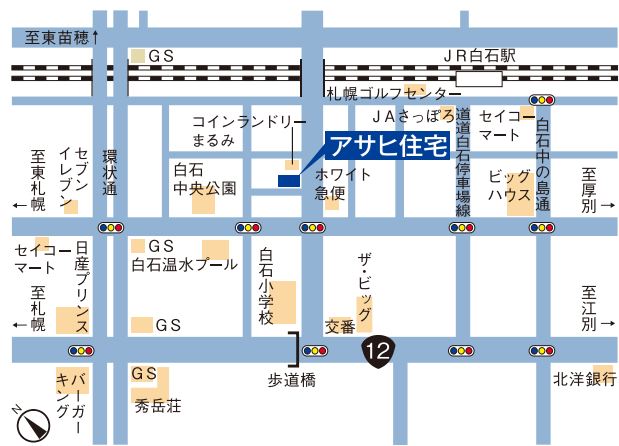 至東苗穂↑
GS
JR白石駅
札幌ゴルフセンター
コインランドリー
まるみ
JAさっぽろ
セイコー
マート
アサヒ住宅
道道白石停車場線
白石中の島通
環状通
セブン
イレブン
至東札幌
←
白石
中央公園
ホワイト
急便
ビッグ
ハウス
至厚別
→
セイコー
マート
日産プリンス
GS
白石温水プール
白石小学校
ザ・ビッグ
至札幌
←
至江別
→
GS
交番
12
歩道橋
バーガー
キング
GS
秀岳荘
北洋銀行
N